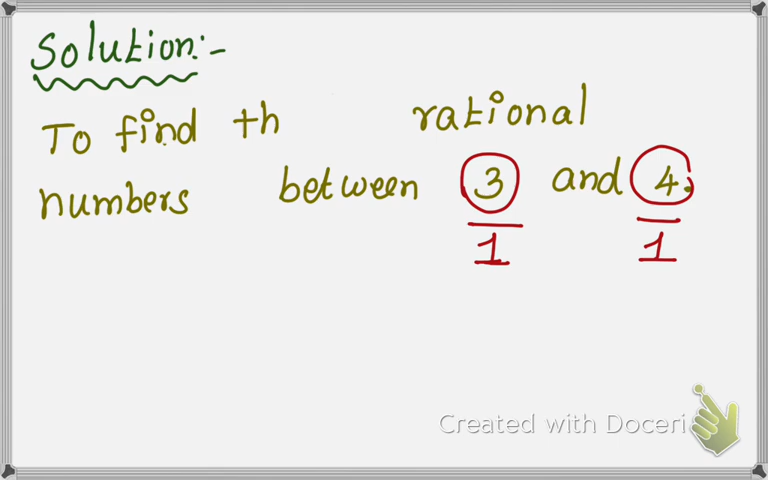 Solution:-
To find th rational
numbers between 3 and 4.
1 1
Created with Doceri